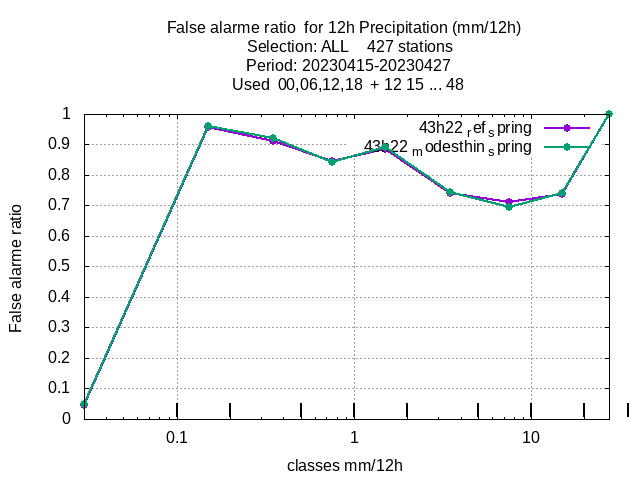 False alarme ratio for 12h Precipitation (mm/12h)
Selection: ALL 427 stations
Period: 20230415-20230427
Used 00,06,12,18 + 12 15 ... 48
1
0.9
0.8
0.7
0.6
0.5
0.4
0.3
0.2
0.1
0
False alarme ratio
43h22 ref spring
43h22 modesthin spring
0.1
1
10
classes mm/12h